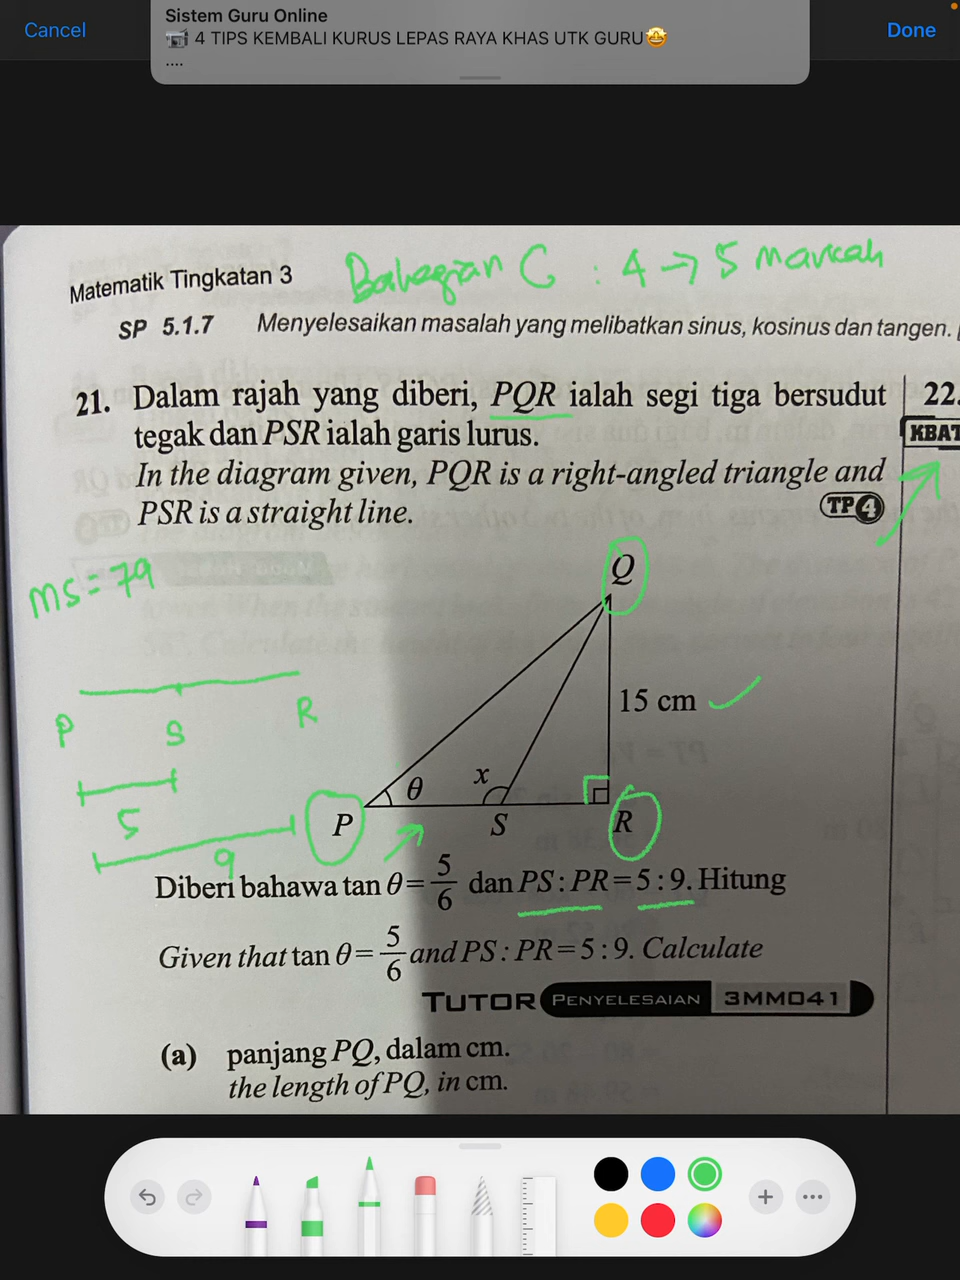 Cancel
Sistem Guru Online
4 TIPS KEMBALI KURUS LEPAS RAYA KHAS UTK GURU🤩
....
Done
Matematik Tingkatan 3
Bahagian C : 4 → 5 markah
SP 5.1.7 Menyelesaikan masalah yang melibatkan sinus, kosinus dan tangen.
21. Dalam rajah yang diberi, PQR ialah segi tiga bersudut
tegak dan PSR ialah garis lurus.
In the diagram given, PQR is a right-angled triangle and
PSR is a straight line.
TP 4
22.
KBAT
ms = 79
Q
15 cm
P S R
5
9
θ
x
P S R
Diberi bahawa tan θ = 5/6 dan PS : PR = 5 : 9. Hitung
Given that tan θ = 5/6 and PS : PR = 5 : 9. Calculate
TUTOR PENYELESAIAN 3MM041
(a) panjang PQ, dalam cm.
the length of PQ, in cm.